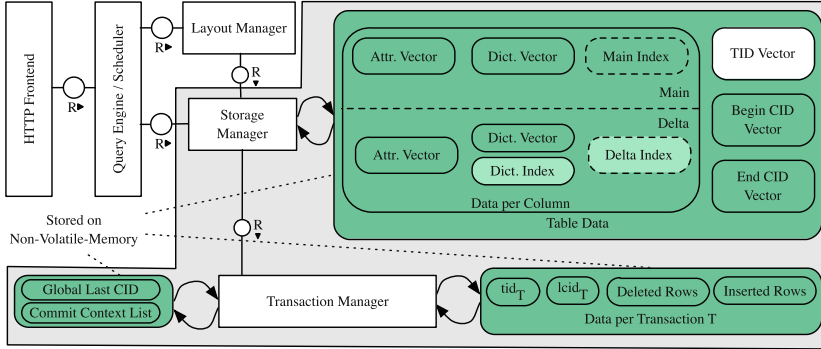 HTTP Frontend
R
Query Engine / Scheduler
R
Layout Manager
R
R
Storage
Manager
R
Attr. Vector
Dict. Vector
Main Index
Main
Delta
Attr. Vector
Dict. Vector
Dict. Index
Delta Index
Data per Column
Table Data
TID Vector
Begin CID
Vector
End CID
Vector
Stored on
Non-Volatile-Memory
Global Last CID
Commit Context List
Transaction Manager
tidT
lcidT
Deleted Rows
Inserted Rows
Data per Transaction T